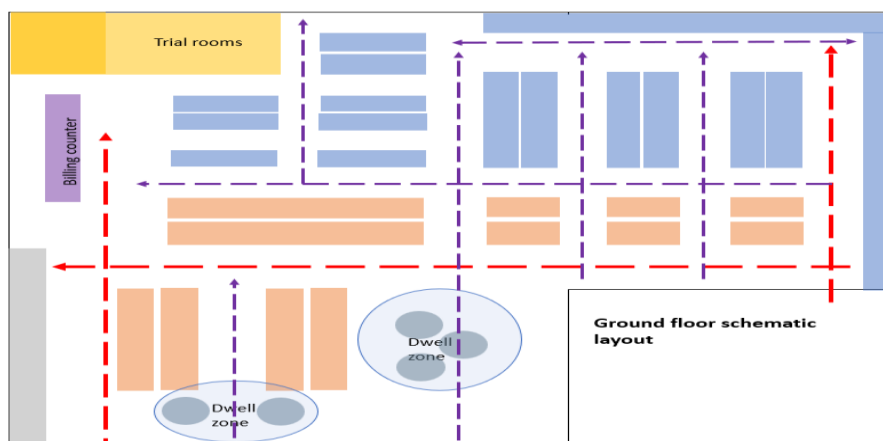 Trial rooms
Billing counter
Dwell
zone
Ground floor schematic
layout
Dwell
zone